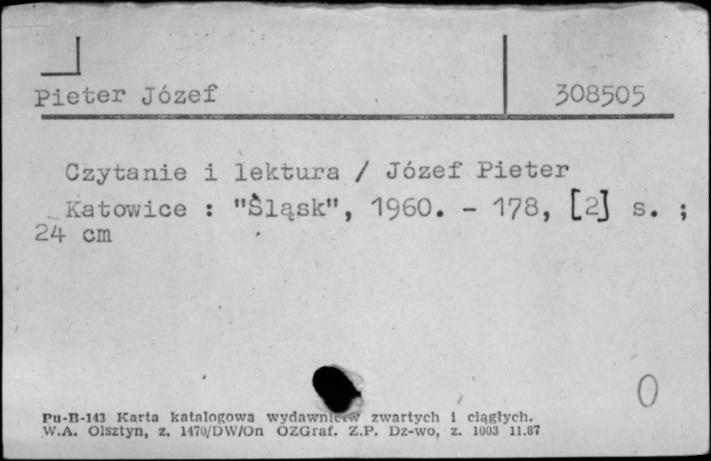 Pieter Józef 308505
Czytanie i lektura / Józef Pieter
Katowice : "Śląsk", 1960. - 178, [2] s. ;
24 cm
0
Pu-B-143 Karta katalogowa wydawnictw zwartych i ciągłych.
W.A. Olsztyn, z. 1470/DW/On OZGraf. Z.P. Dz-wo, z. 1003 11.87